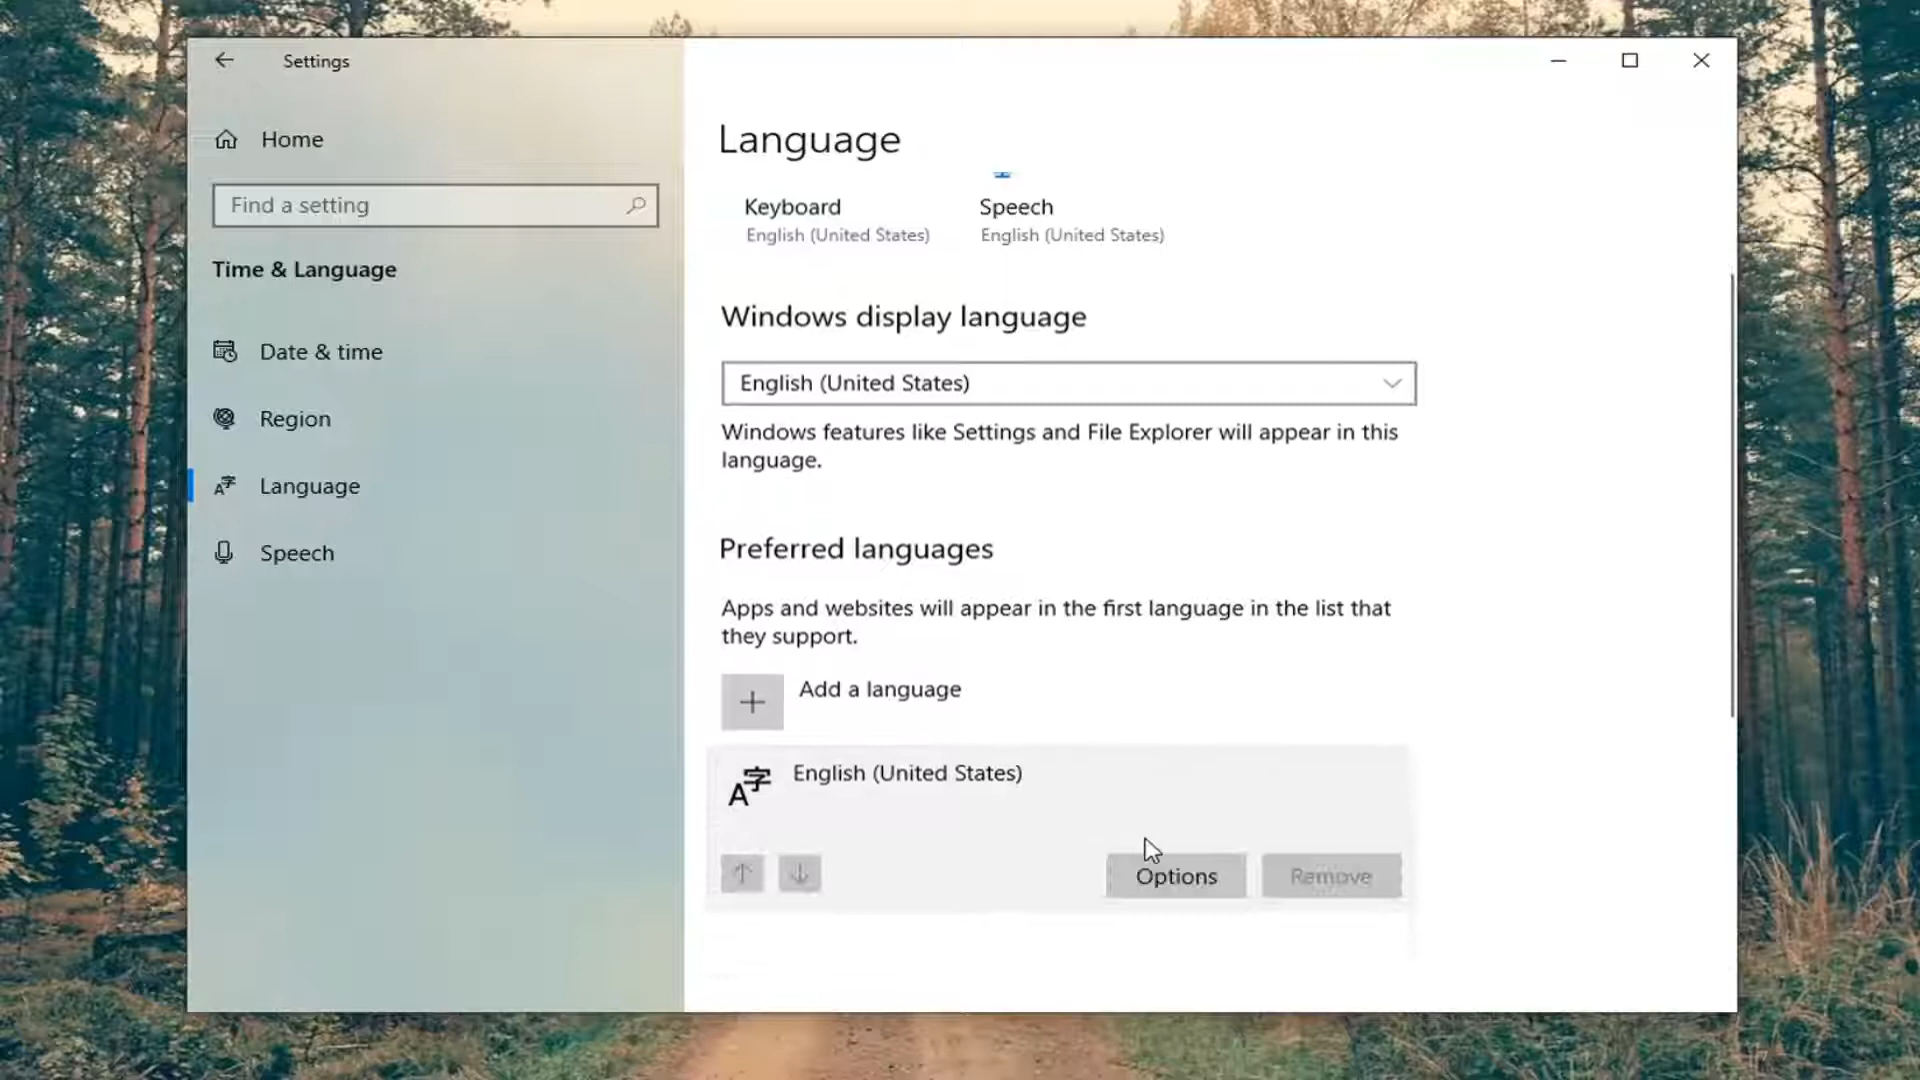 Settings
Home
Find a setting
Time & Language
Date & time
Region
Language
Speech
Language
Keyboard
English (United States)
Speech
English (United States)
Windows display language
English (United States)
Windows features like Settings and File Explorer will appear in this
language.
Preferred languages
Apps and websites will appear in the first language in the list that
they support.
Add a language
A字
English (United States)
Options
Remove